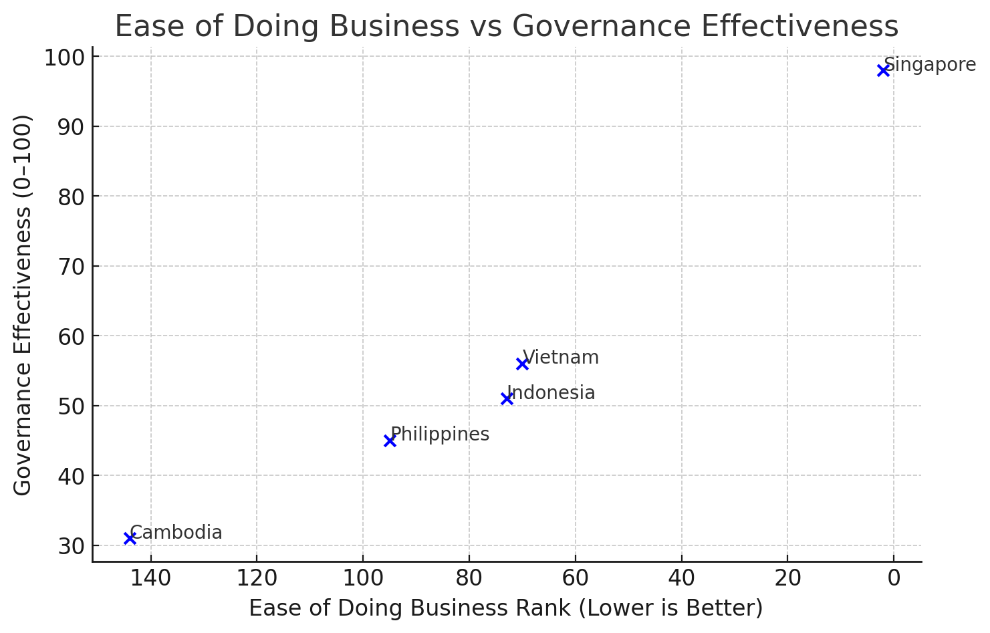 Ease of Doing Business vs Governance Effectiveness
Governance Effectiveness (0–100)
100
90
80
70
60
50
40
30
Singapore
Vietnam
Indonesia
Philippines
Cambodia
140 120 100 80 60 40 20 0
Ease of Doing Business Rank (Lower is Better)